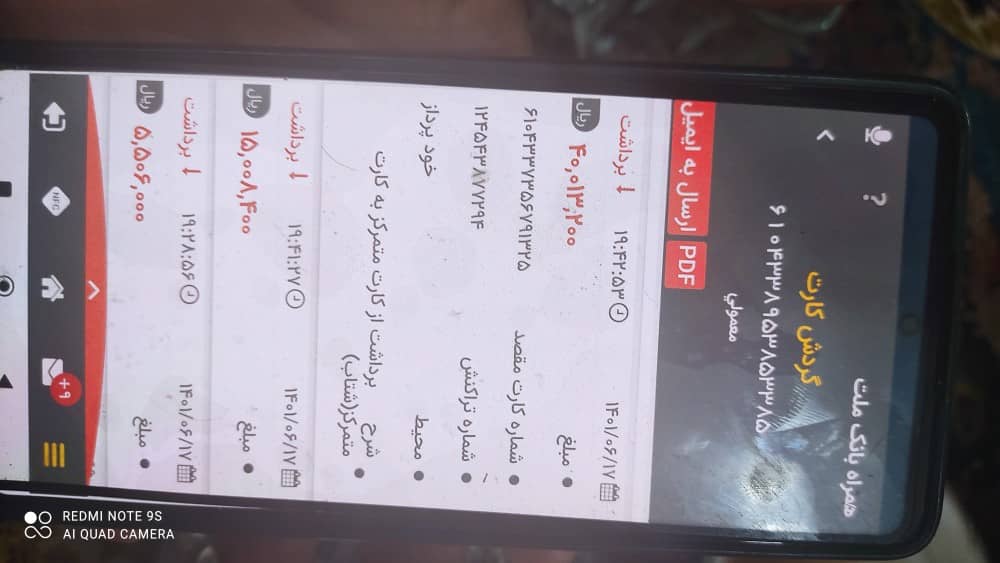 همراه بانک ملت
?
گردش کارت
۶۱۰۴۳۳۸۹۵۳۸۵۳۳۸۵
معمولي
PDF ارسال به ایمیل
۱۴۰۱/۰۶/۱۷ ۱۹:۴۲:۵۳ برداشت
مبلغ ۴۰,۰۱۳,۲۰۰ ریال
شماره کارت مقصد ۶۱۰۴۳۳۷۳۵۶۷۹۱۳۲۵
شماره تراکنش ۱۲۴۵۴۳۸۷۷۲۹۴
محیط خود پرداز
شرح برداشت از کارت متمرکز به کارت
متمرکز(شتاب)
۱۴۰۱/۰۶/۱۷ ۱۹:۴۱:۲۷ برداشت
مبلغ ۱۵,۰۰۸,۴۰۰ ریال
۱۴۰۱/۰۶/۱۷ ۱۹:۲۸:۵۶ برداشت
مبلغ ۵,۵۰۶,۰۰۰ ریال
+۹
NFC
REDMI NOTE 9S
AI QUAD CAMERA